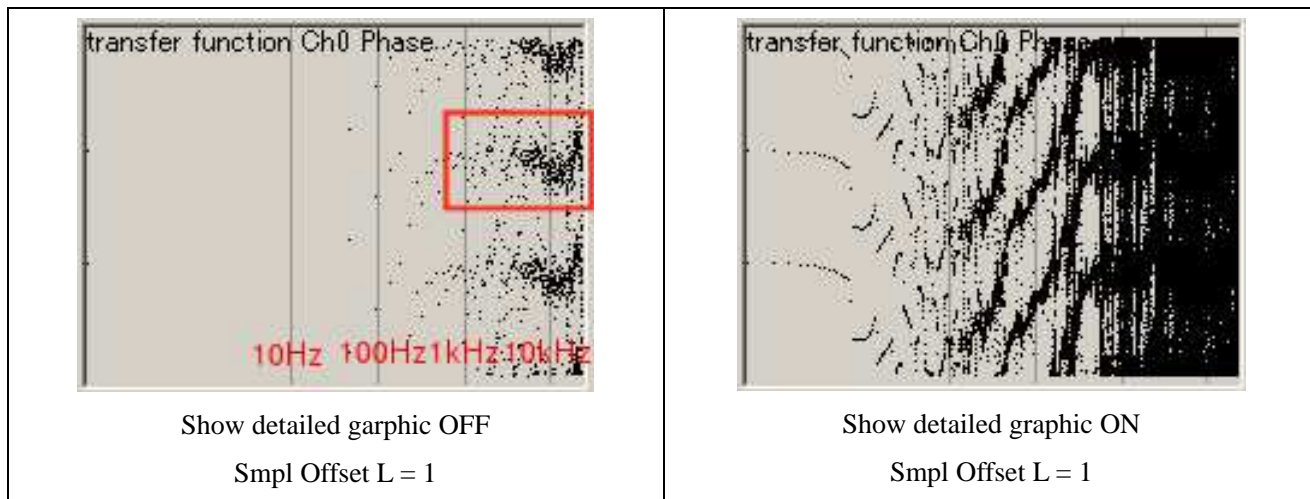 transfer function Ch0 Phase
10Hz 100Hz 1kHz 10kHz
Show detailed garphic OFF
Smpl Offset L = 1
transfer function Ch0 Phase
Show detailed graphic ON
Smpl Offset L = 1